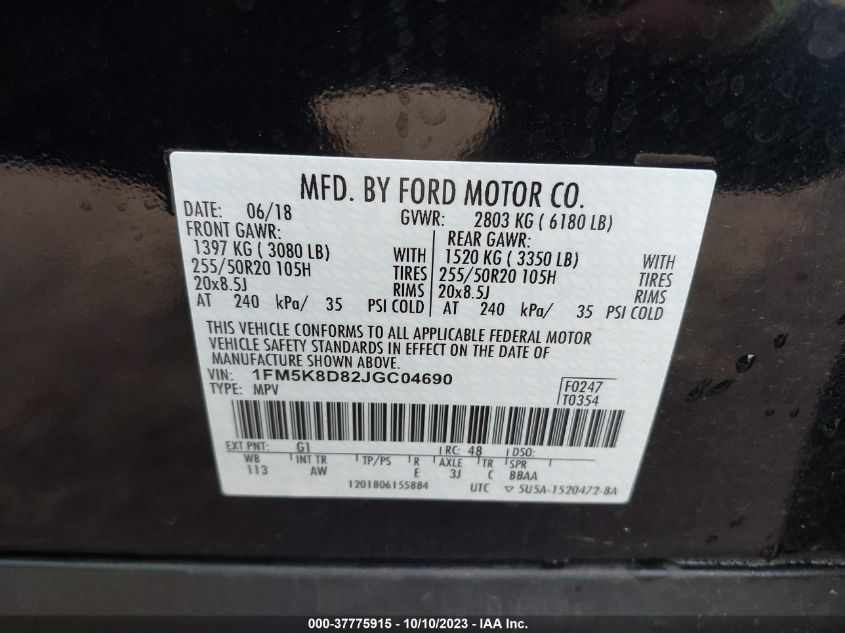 MFD. BY FORD MOTOR CO.
DATE: 06/18 GVWR: 2803 KG ( 6180 LB)
FRONT GAWR: REAR GAWR:
1397 KG ( 3080 LB) WITH 1520 KG ( 3350 LB) WITH
255/50R20 105H TIRES 255/50R20 105H TIRES
20x8.5J RIMS 20x8.5J RIMS
AT 240 kPa/ 35 PSI COLD AT 240 kPa/ 35 PSI COLD
THIS VEHICLE CONFORMS TO ALL APPLICABLE FEDERAL MOTOR
VEHICLE SAFETY STANDARDS IN EFFECT ON THE DATE OF
MANUFACTURE SHOWN ABOVE.
VIN: 1FM5K8D82JGC04690 F0247
TYPE: MPV T0354
EXT PNT: G1 RC: 48 DSO:
WB INT TR TP/PS R AXLE TR SPR
113 AW E 3J C BBAA
1201806155884 UTC ▽ 5U5A-1520472-BA
000-37775915 - 10/10/2023 - Copyright © IAA, Inc.